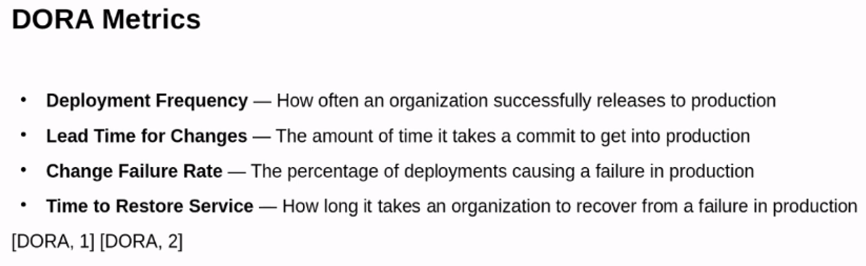 DORA Metrics
• Deployment Frequency — How often an organization successfully releases to production
• Lead Time for Changes — The amount of time it takes a commit to get into production
• Change Failure Rate — The percentage of deployments causing a failure in production
• Time to Restore Service — How long it takes an organization to recover from a failure in production
[DORA, 1] [DORA, 2]